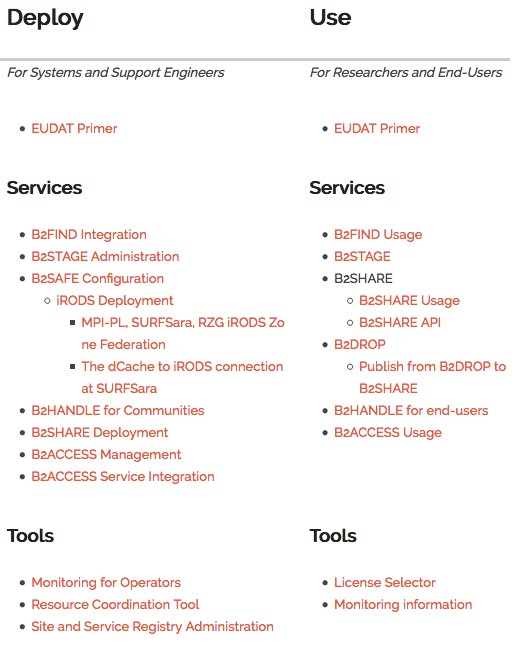 Deploy
For Systems and Support Engineers
EUDAT Primer
Services
B2FIND Integration
B2STAGE Administration
B2SAFE Configuration
iRODS Deployment
MPI-PL, SURFSara, RZG iRODS Zo
ne Federation
The dCache to iRODS connection
at SURFSara
B2HANDLE for Communities
B2SHARE Deployment
B2ACCESS Management
B2ACCESS Service Integration
Tools
Monitoring for Operators
Resource Coordination Tool
Site and Service Registry Administration
Use
For Researchers and End-Users
EUDAT Primer
Services
B2FIND Usage
B2STAGE
B2SHARE
B2SHARE Usage
B2SHARE API
B2DROP
Publish from B2DROP to
B2SHARE
B2HANDLE for end-users
B2ACCESS Usage
Tools
License Selector
Monitoring information